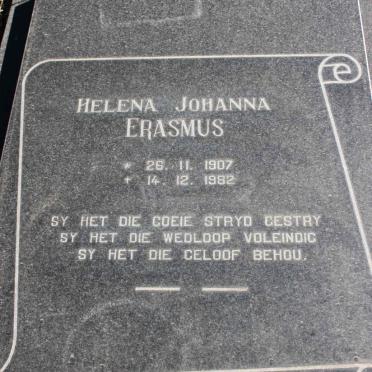 HELENA JOHANNA
ERASMUS
* 26. 11. 1907
+ 14. 12. 1982
SY HET DIE GOEIE STRYD GESTRY
SY HET DIE WEDLOOP VOLEINDIG
SY HET DIE GELOOF BEHOU.